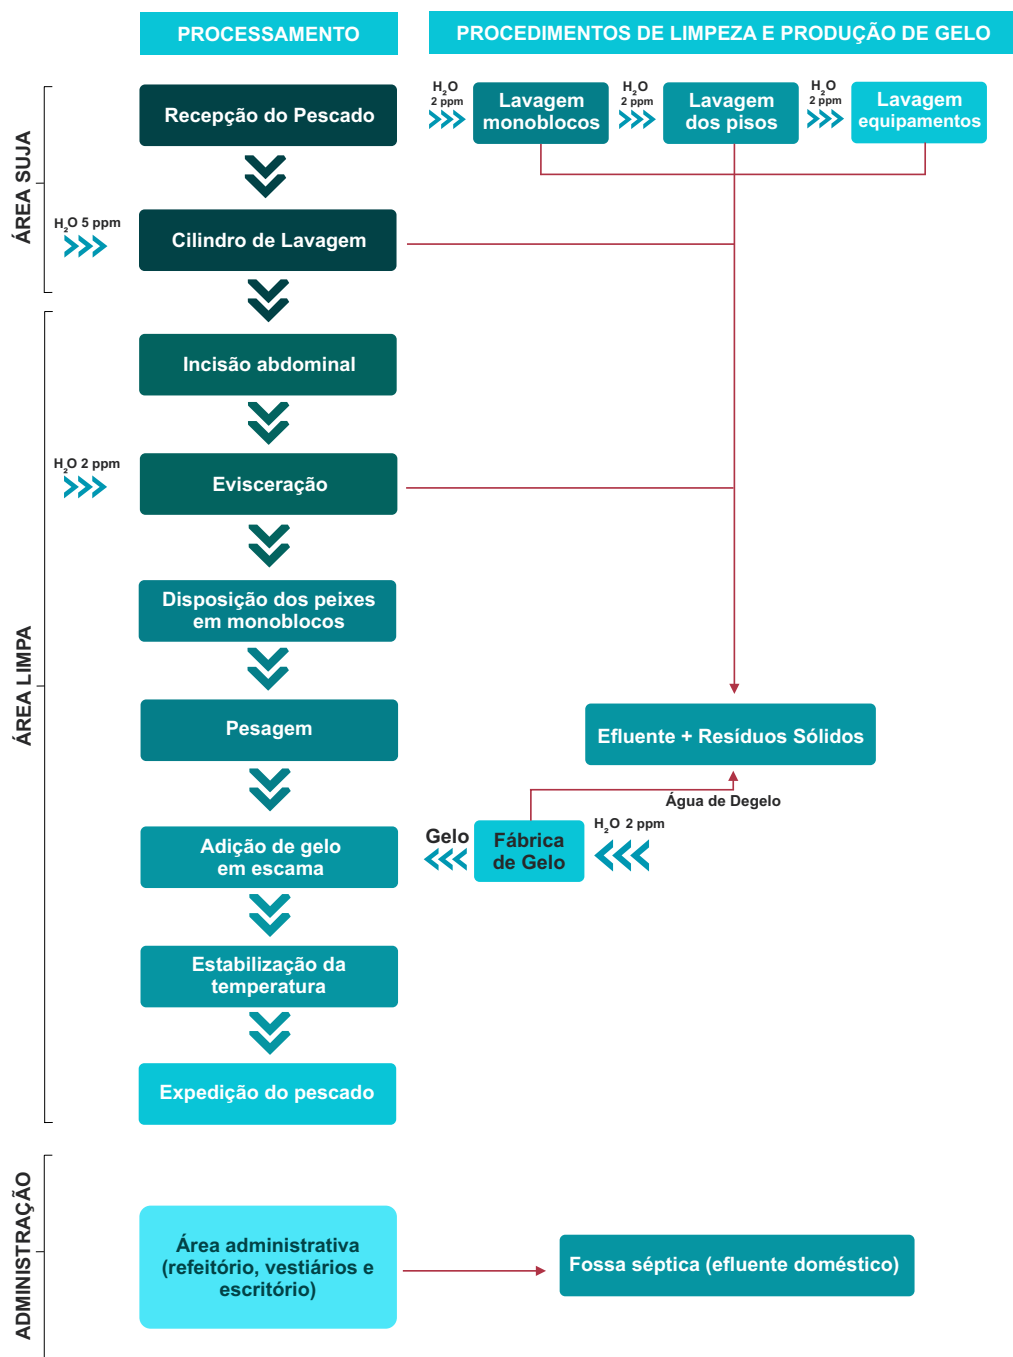 PROCESSAMENTO
PROCEDIMENTOS DE LIMPEZA E PRODUÇÃO DE GELO
ÁREA SUJA
Recepção do Pescado
H₂O
2 ppm
Lavagem
monoblocos
H₂O
2 ppm
Lavagem
dos pisos
H₂O
2 ppm
Lavagem
equipamentos
H₂O 5 ppm
Cilindro de Lavagem
ÁREA LIMPA
Incisão abdominal
H₂O 2 ppm
Evisceração
Disposição dos peixes
em monoblocos
Pesagem
Efluente + Resíduos Sólidos
Água de Degelo
Adição de gelo
em escama
Gelo
Fábrica
de Gelo
H₂O 2 ppm
Estabilização da
temperatura
Expedição do pescado
ADMINISTRAÇÃO
Área administrativa
(refeitório, vestiários e
escritório)
Fossa séptica (efluente doméstico)